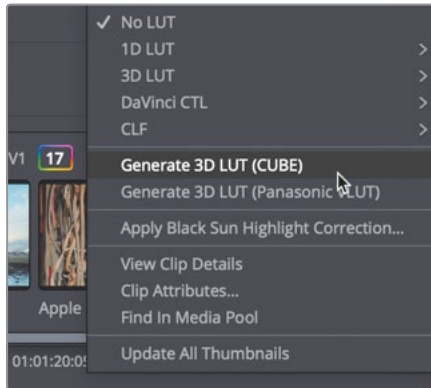 No LUT
1D LUT
3D LUT
DaVinci CTL
CLF
V1 17
Generate 3D LUT (CUBE)
Generate 3D LUT (Panasonic VLUT)
Apply Black Sun Highlight Correction...
View Clip Details
Clip Attributes...
Find In Media Pool
Apple
Update All Thumbnails
01:01:20:05